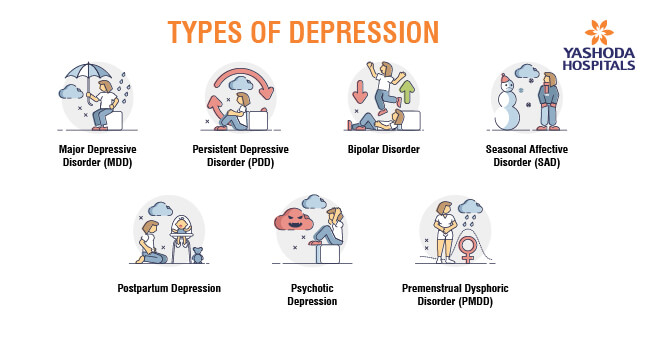 TYPES OF DEPRESSION
YASHODA
HOSPITALS
Major Depressive
Disorder (MDD)
Persistent Depressive
Disorder (PDD)
Bipolar Disorder
Seasonal Affective
Disorder (SAD)
Postpartum Depression
Psychotic
Depression
Premenstrual Dysphoric
Disorder (PMDD)